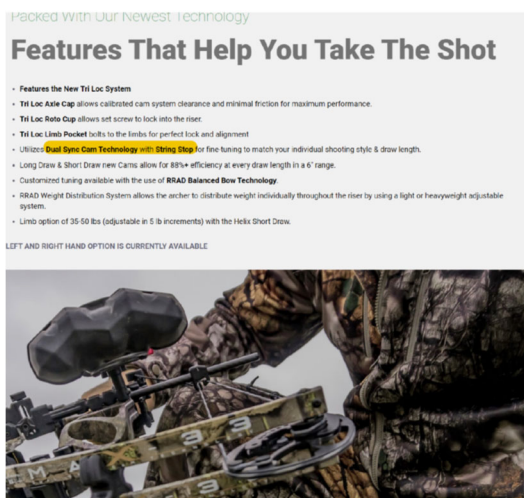 Packed With Our Newest Technology
Features That Help You Take The Shot
Features the New Tri Loc System
Tri Loc Axle Cap allows calibrated cam system clearance and minimal friction for maximum performance.
Tri Loc Roto Cup allows set screw to lock into the riser.
Tri Loc Limb Pocket bolts to the limbs for perfect lock and alignment
Utilizes Dual Sync Cam Technology with String Stop for fine tuning to match your individual shooting style & draw length.
Long Draw & Short Draw new Cams allow for 88%+ efficiency at every draw length in a 6" range.
Customized tuning available with the use of RRAD Balanced Bow Technology.
RRAD Weight Distribution System allows the archer to distribute weight individually throughout the riser by using a light or heavyweight adjustable
system.
Limb option of 35-50 lbs (adjustable in 5 lb increments) with the Helix Short Draw.
LEFT AND RIGHT HAND OPTION IS CURRENTLY AVAILABLE
33
33